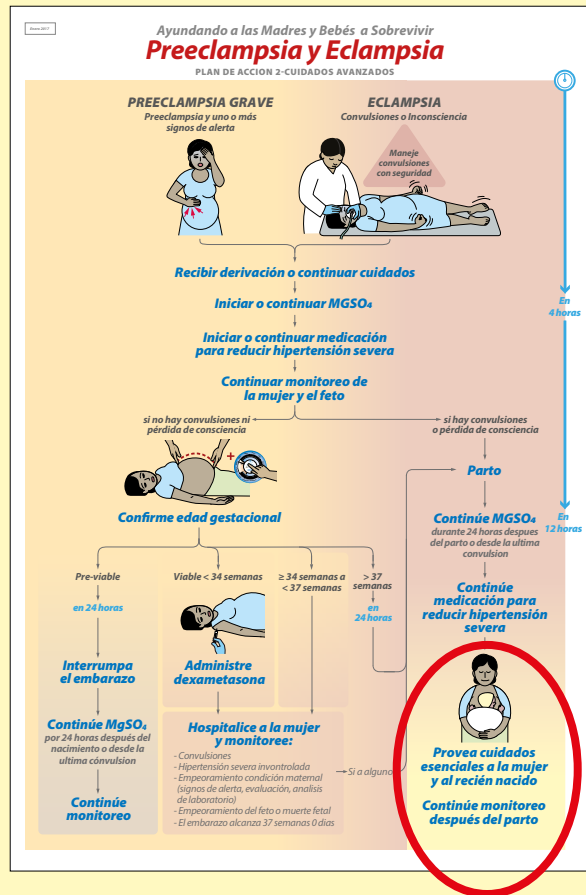 Enero 2017
Ayundando a las Madres y Bebés a Sobrevivir
Preeclampsia y Eclampsia
PLAN DE ACCION 2-CUIDADOS AVANZADOS
PREECLAMPSIA GRAVE
Preeclampsia y uno o más
signos de alerta
ECLAMPSIA
Convulsiones o Inconsciencia
Maneje
convulsiones
con seguridad
Recibir derivación o continuar cuidados
Iniciar o continuar MGSO₄
Iniciar o continuar medicación
para reducir hipertensión severa
Continuar monitoreo de
la mujer y el feto
En
4 horas
si no hay convulsiones ni
pérdida de consciencia
si hay convulsiones
o pérdida de consciencia
+
Confirme edad gestacional
Parto
Continúe MGSO₄
durante 24 horas despues
del parto o desde la ultima
convulsion
En
12 horas
Continúe
medicación para
reducir hipertensión
severa
Pre-viable
en 24 horas
Interrumpa
el embarazo
Continúe MgSO₄
por 24 horas después del
nacimiento o desde la
ultima cónvulsion
Continúe
monitoreo
Viable < 34 semanas
Administre
dexametasona
≥ 34 semanas a
< 37 semanas
> 37
semanas
en
24 horas
Hospitalice a la mujer
y monitoree:
- Convulsiones
- Hipertensión severa invontrolada
- Empeoramiento condición maternal
(signos de alerta, evaluación, analisis
de laboratorio)
- Empeoramiento del feto o muerte fetal
- El embarazo alcanza 37 semanas 0 dias
Si a alguno
Provea cuidados
esenciales a la mujer
y al recién nacido
Continúe monitoreo
después del parto